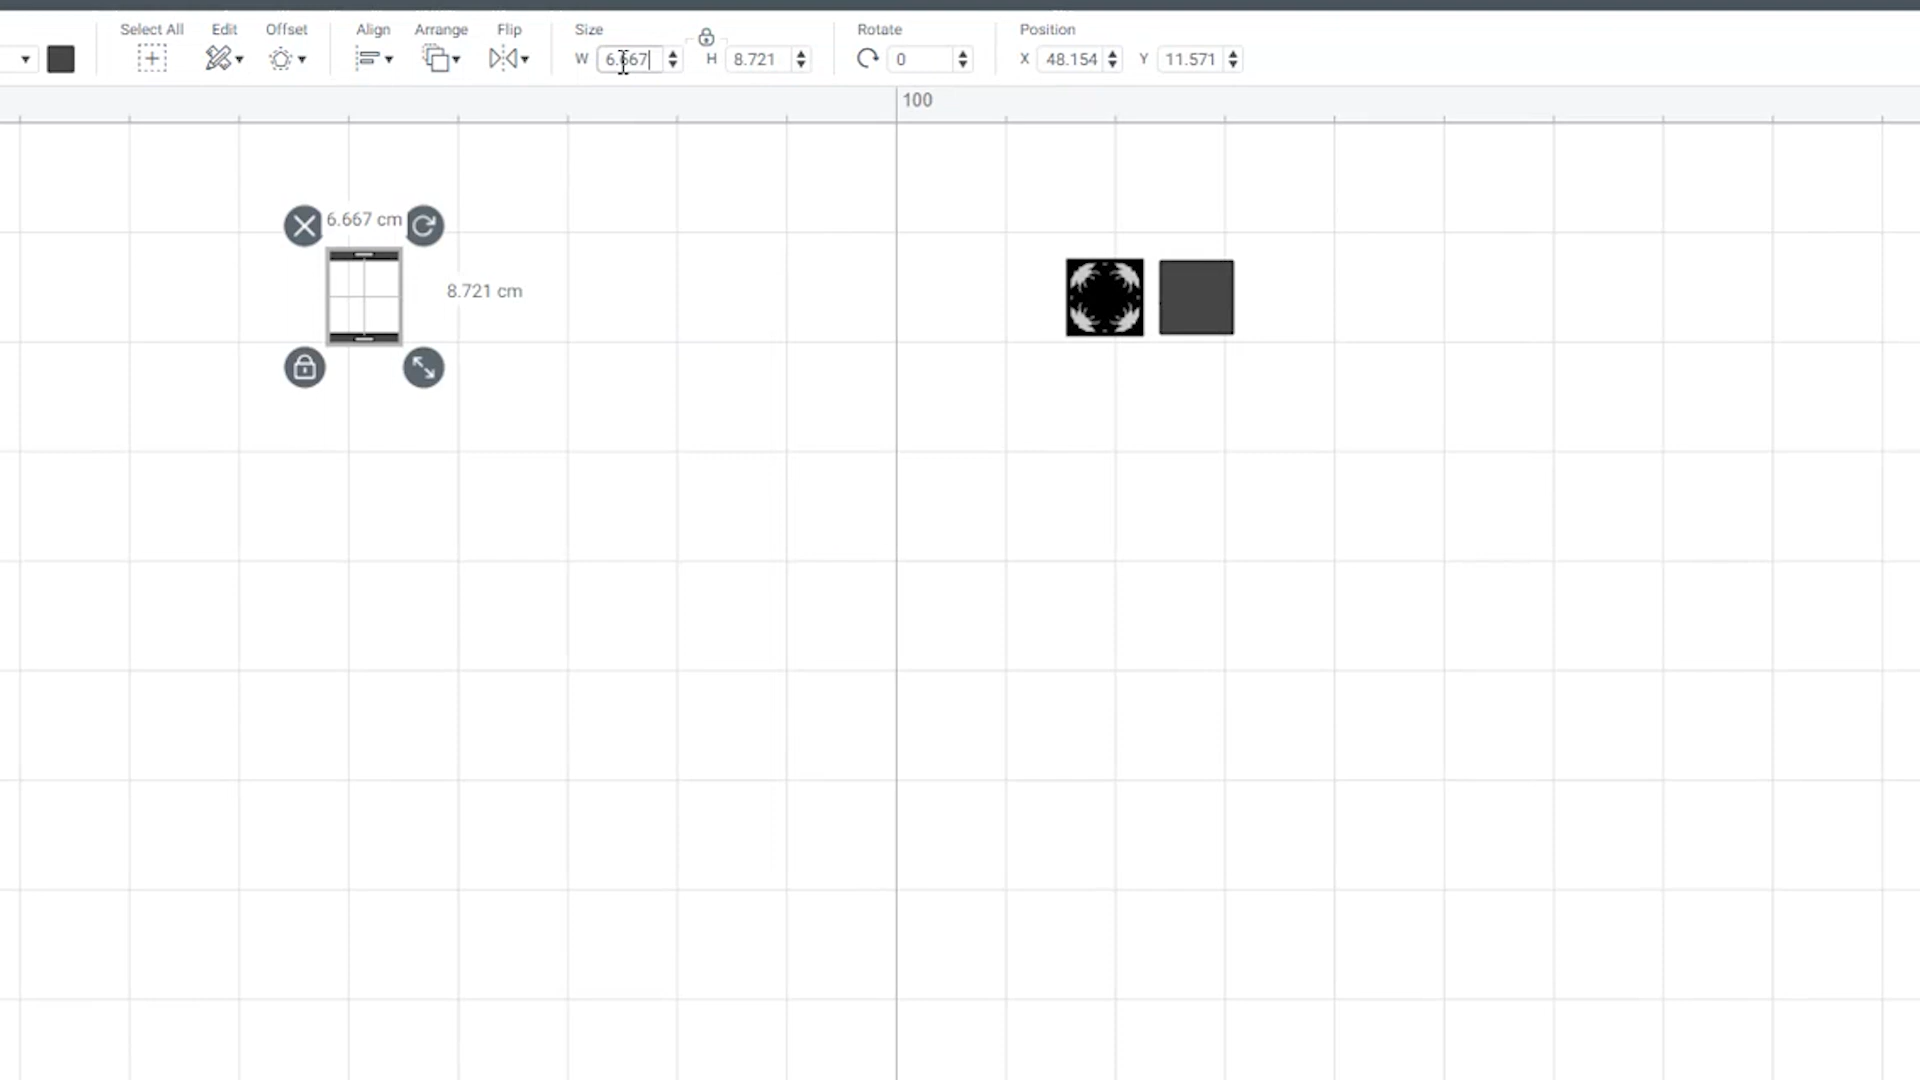 Select All Edit Offset Align Arrange Flip Size Rotate Position
W 6.667 H 8.721 0 X 48.154 Y 11.571
100
6.667 cm
8.721 cm